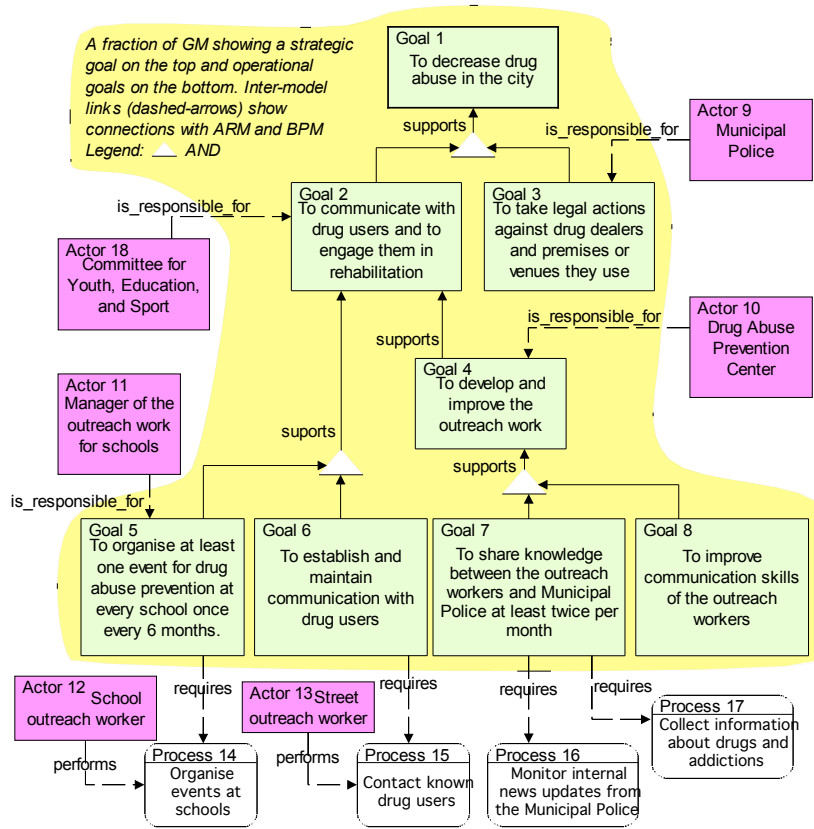 A fraction of GM showing a strategic
goal on the top and operational
goals on the bottom. Inter-model
links (dashed-arrows) show
connections with ARM and BPM
Legend: AND
Goal 1
To decrease drug
abuse in the city
supports
is_responsible_for
Actor 9
Municipal
Police
Goal 2
To communicate with
drug users and to
engage them in
rehabilitation
Goal 3
To take legal actions
against drug dealers
and premises or
venues they use
is_responsible_for
Actor 18
Committee for
Youth, Education,
and Sport
supports
is_responsible_for
Actor 10
Drug Abuse
Prevention
Center
Goal 4
To develop and
improve the
outreach work
Actor 11
Manager of the
outreach work
for schools
suports
supports
is_responsible_for
Goal 5
To organise at least
one event for drug
abuse prevention at
every school once
every 6 months.
Goal 6
To establish and
maintain
communication with
drug users
Goal 7
To share knowledge
between the outreach
workers and Municipal
Police at least twice per
month
Goal 8
To improve
communication skills
of the outreach
workers
requires
requires
requires
requires
Actor 12
School
outreach worker
Actor 13
Street
outreach worker
performs
performs
Process 14
Organise
events at
schools
Process 15
Contact known
drug users
Process 16
Monitor internal
news updates from
the Municipal Police
Process 17
Collect information
about drugs and
addictions